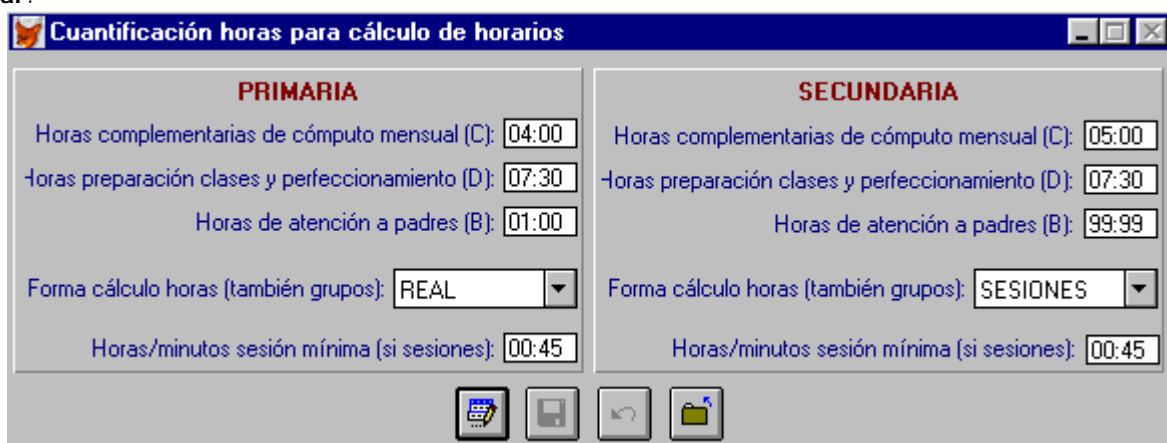 Cuantificación horas para cálculo de horarios
PRIMARIA
Horas complementarias de cómputo mensual (C): 04:00
Horas preparación clases y perfeccionamiento (D): 07:30
Horas de atención a padres (B): 01:00
Forma cálculo horas (también grupos): REAL
Horas/minutos sesión mínima (si sesiones): 00:45
SECUNDARIA
Horas complementarias de cómputo mensual (C): 05:00
Horas preparación clases y perfeccionamiento (D): 07:30
Horas de atención a padres (B): 99:99
Forma cálculo horas (también grupos): SESIONES
Horas/minutos sesión mínima (si sesiones): 00:45